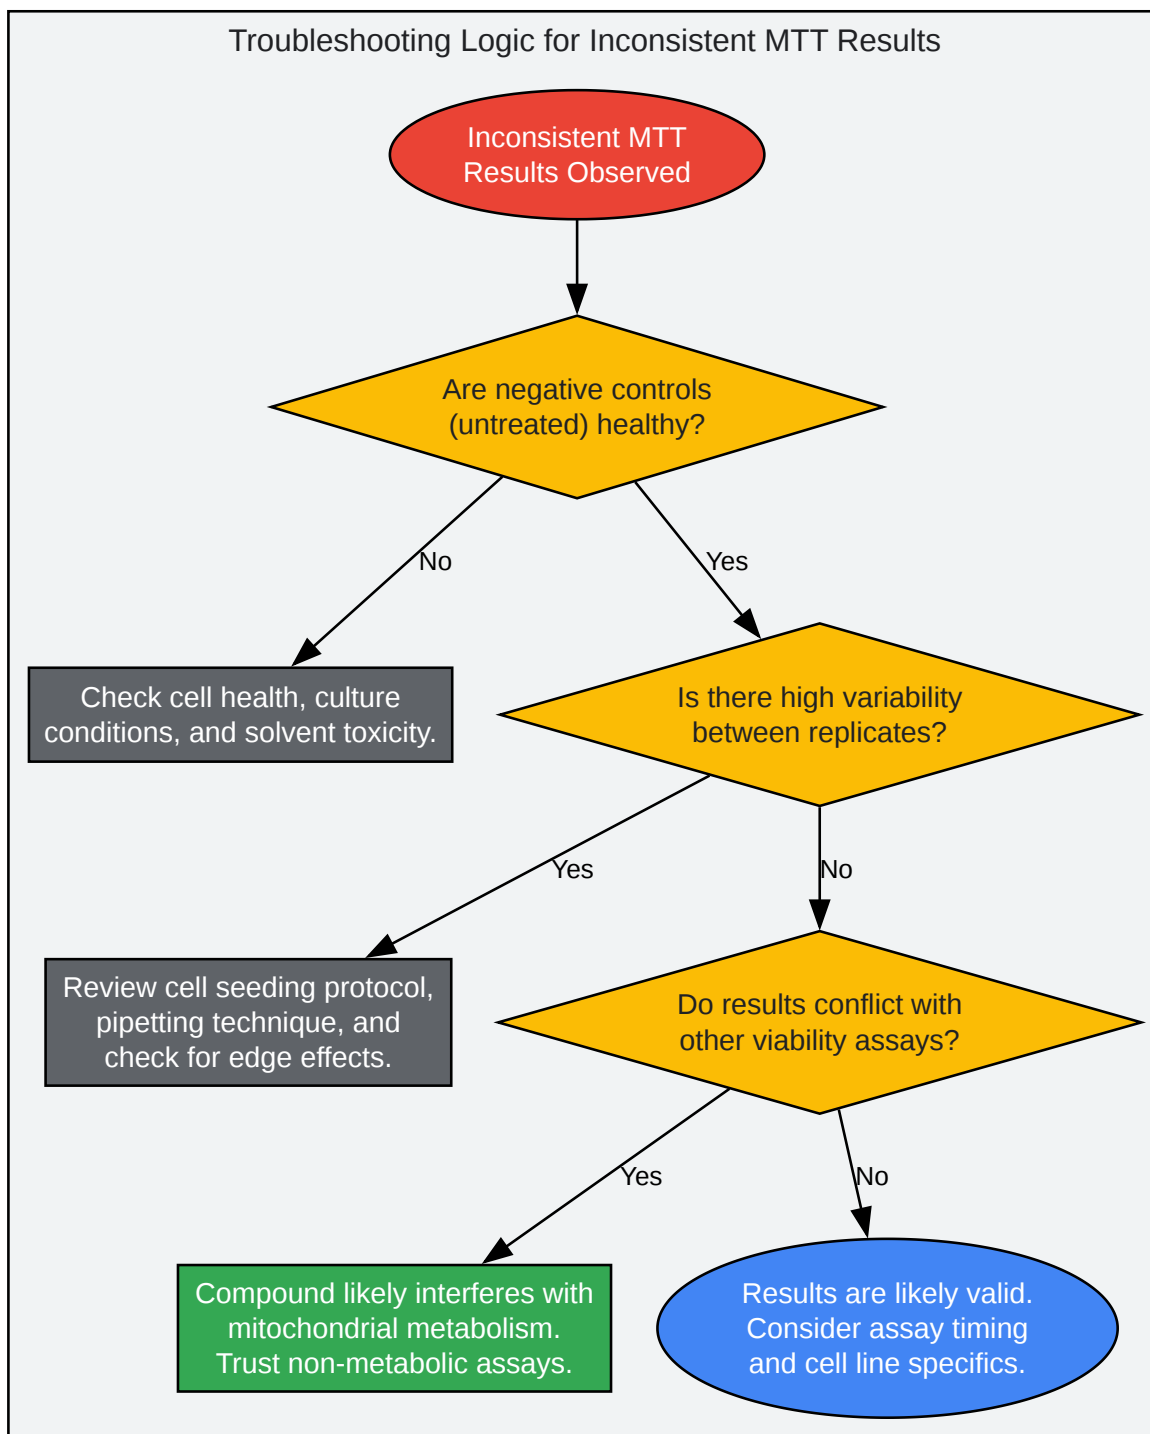 Troubleshooting Logic for Inconsistent MTT Results
Inconsistent MTT
Results Observed
Are negative controls
(untreated) healthy?
No
Yes
Check cell health, culture
conditions, and solvent toxicity.
Is there high variability
between replicates?
Yes
No
Review cell seeding protocol,
pipetting technique, and
check for edge effects.
Do results conflict with
other viability assays?
Yes
No
Compound likely interferes with
mitochondrial metabolism.
Trust non-metabolic assays.
Results are likely valid.
Consider assay timing
and cell line specifics.